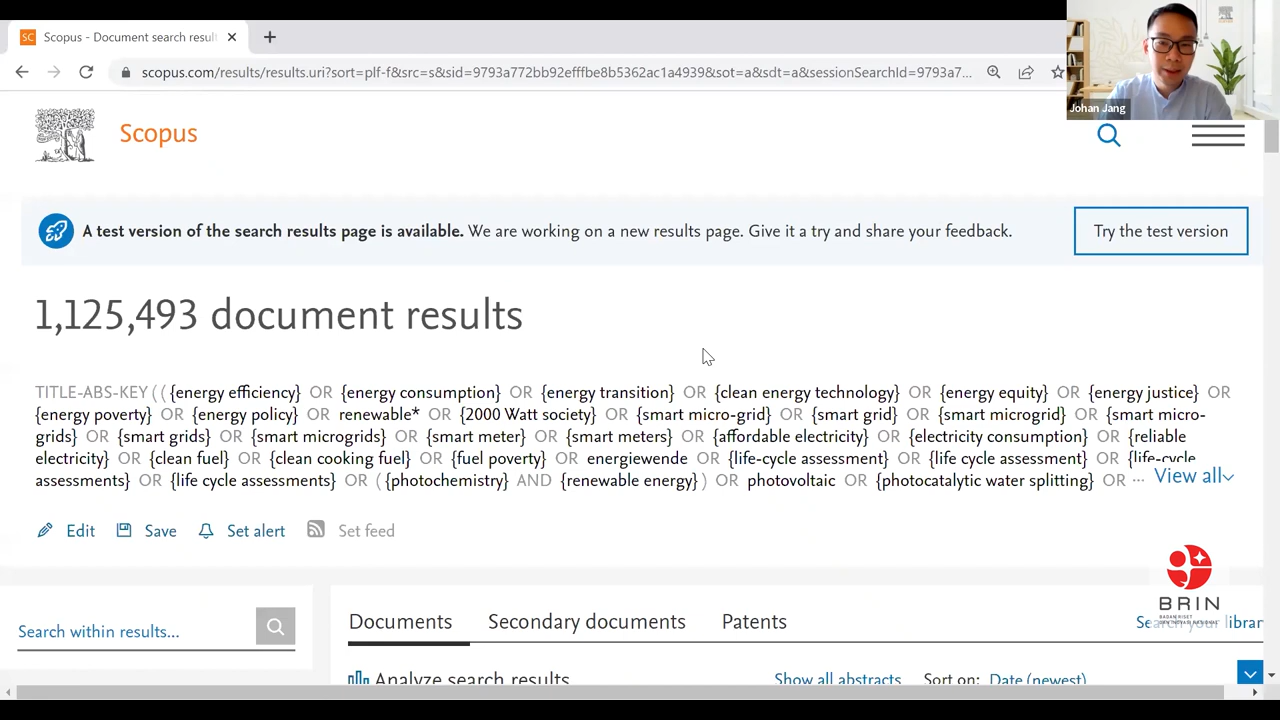 SC Scopus - Document search result
scopus.com/results/results.uri?sort=plf-f&src=s&sid=9793a772bb92efffbe8b5362ac1a4939&sot=a&sdt=a&sessionSearchId=9793a7...
Johan Jang
Scopus
A test version of the search results page is available. We are working on a new results page. Give it a try and share your feedback.
Try the test version
1,125,493 document results
TITLE-ABS-KEY ( ( {energy efficiency} OR {energy consumption} OR {energy transition} OR {clean energy technology} OR {energy equity} OR {energy justice} OR
{energy poverty} OR {energy policy} OR renewable* OR {2000 Watt society} OR {smart micro-grid} OR {smart grid} OR {smart microgrid} OR {smart micro-
grids} OR {smart grids} OR {smart microgrids} OR {smart meter} OR {smart meters} OR {affordable electricity} OR {electricity consumption} OR {reliable
electricity} OR {clean fuel} OR {clean cooking fuel} OR {fuel poverty} OR energiewende OR {life-cycle assessment} OR {life cycle assessment} OR {life-cycle
assessments} OR {life cycle assessments} OR ( {photochemistry} AND {renewable energy} ) OR photovoltaic OR {photocatalytic water splitting} OR ...
View all
Edit Save Set alert Set feed
BRIN
BADAN RISET
DAN INOVASI NASIONAL
Search within results...
Documents Secondary documents Patents Search your librar
Analyze search results Show all abstracts Sort on: Date (newest)